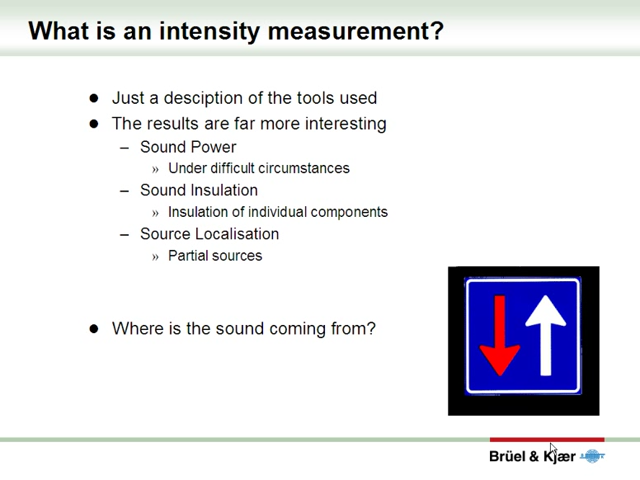 What is an intensity measurement?
● Just a desciption of the tools used
● The results are far more interesting
– Sound Power
» Under difficult circumstances
– Sound Insulation
» Insulation of individual components
– Source Localisation
» Partial sources
● Where is the sound coming from?
Brüel & Kjær